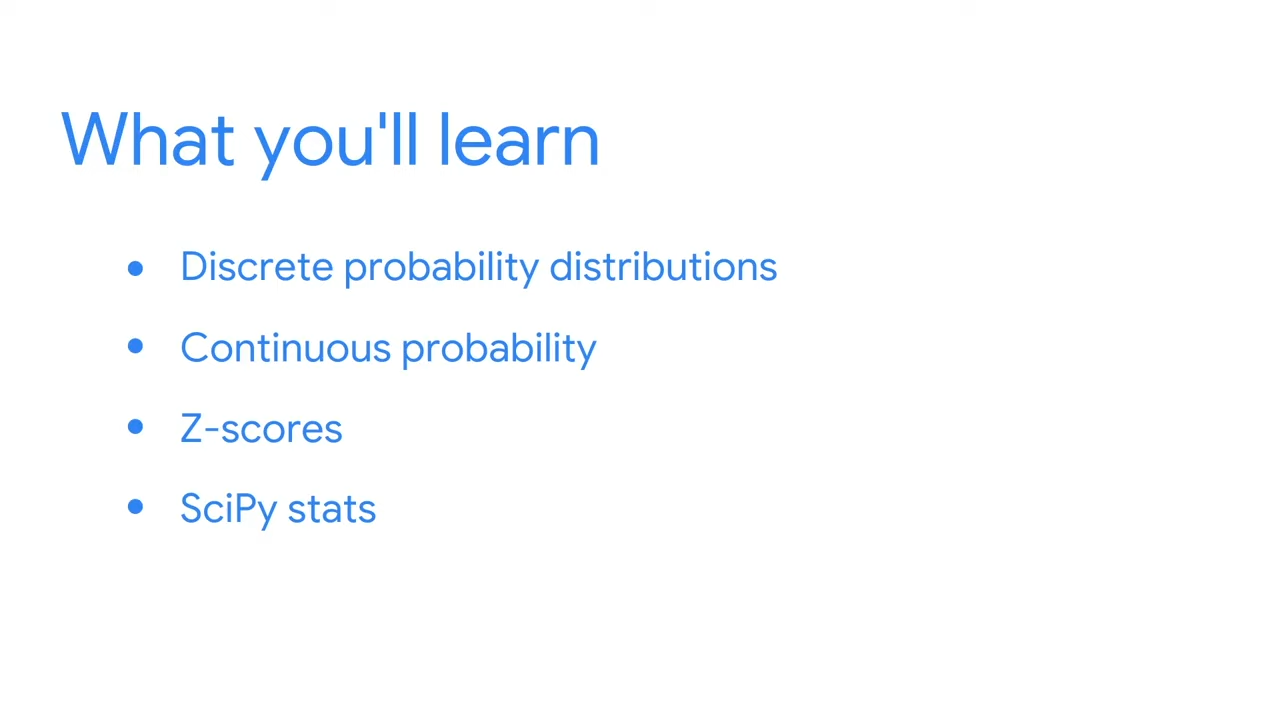 What you'll learn
● Discrete probability distributions
● Continuous probability
● Z-scores
● SciPy stats